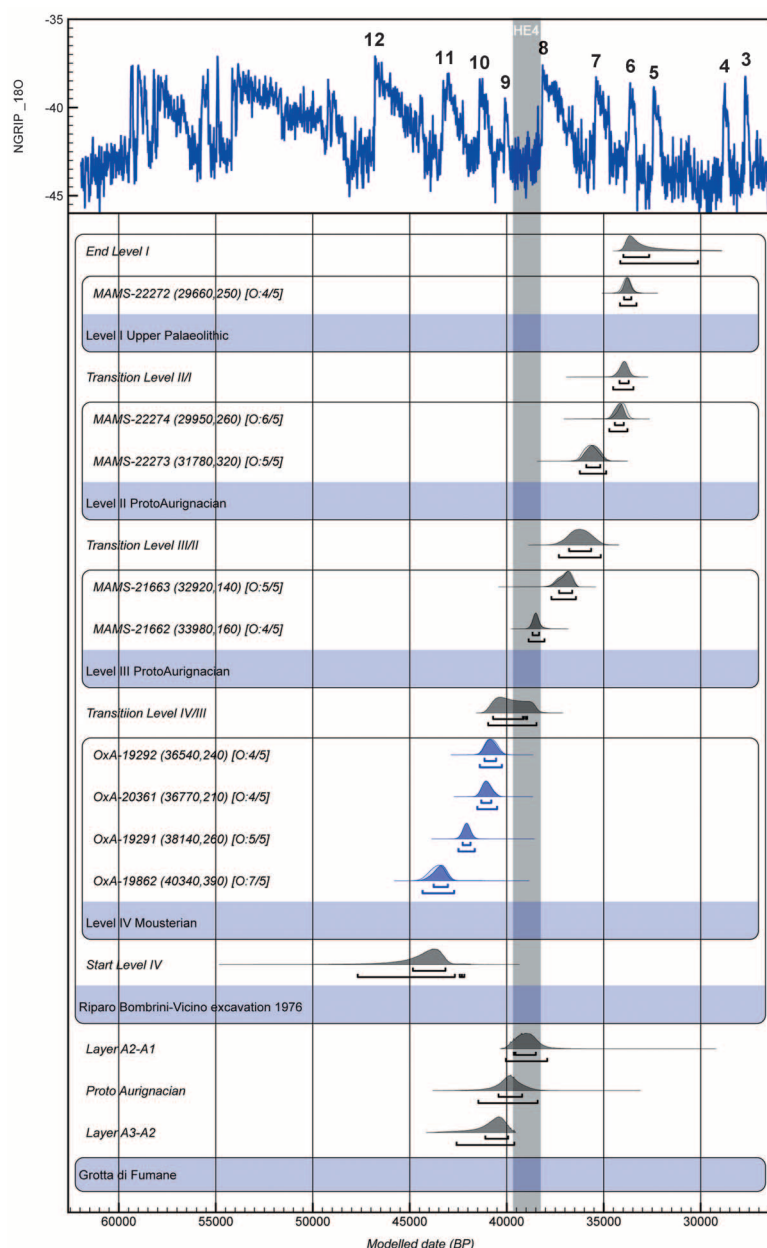 -35
HE4
12
11
10
9
8
7
6
5
4
3
NGRIP_18O
-40
-45
End Level I
MAMS-22272 (29660,250) [O:4/5]
Level I Upper Palaeolithic
Transition Level II/I
MAMS-22274 (29950,260) [O:6/5]
MAMS-22273 (31780,320) [O:5/5]
Level II ProtoAurignacian
Transition Level III/II
MAMS-21663 (32920,140) [O:5/5]
MAMS-21662 (33980,160) [O:4/5]
Level III ProtoAurignacian
Transitiion Level IV/III
OxA-19292 (36540,240) [O:4/5]
OxA-20361 (36770,210) [O:4/5]
OxA-19291 (38140,260) [O:5/5]
OxA-19862 (40340,390) [O:7/5]
Level IV Mousterian
Start Level IV
Riparo Bombrini-Vicino excavation 1976
Layer A2-A1
Proto Aurignacian
Layer A3-A2
Grotta di Fumane
60000 55000 50000 45000 40000 35000 30000
Modelled date (BP)